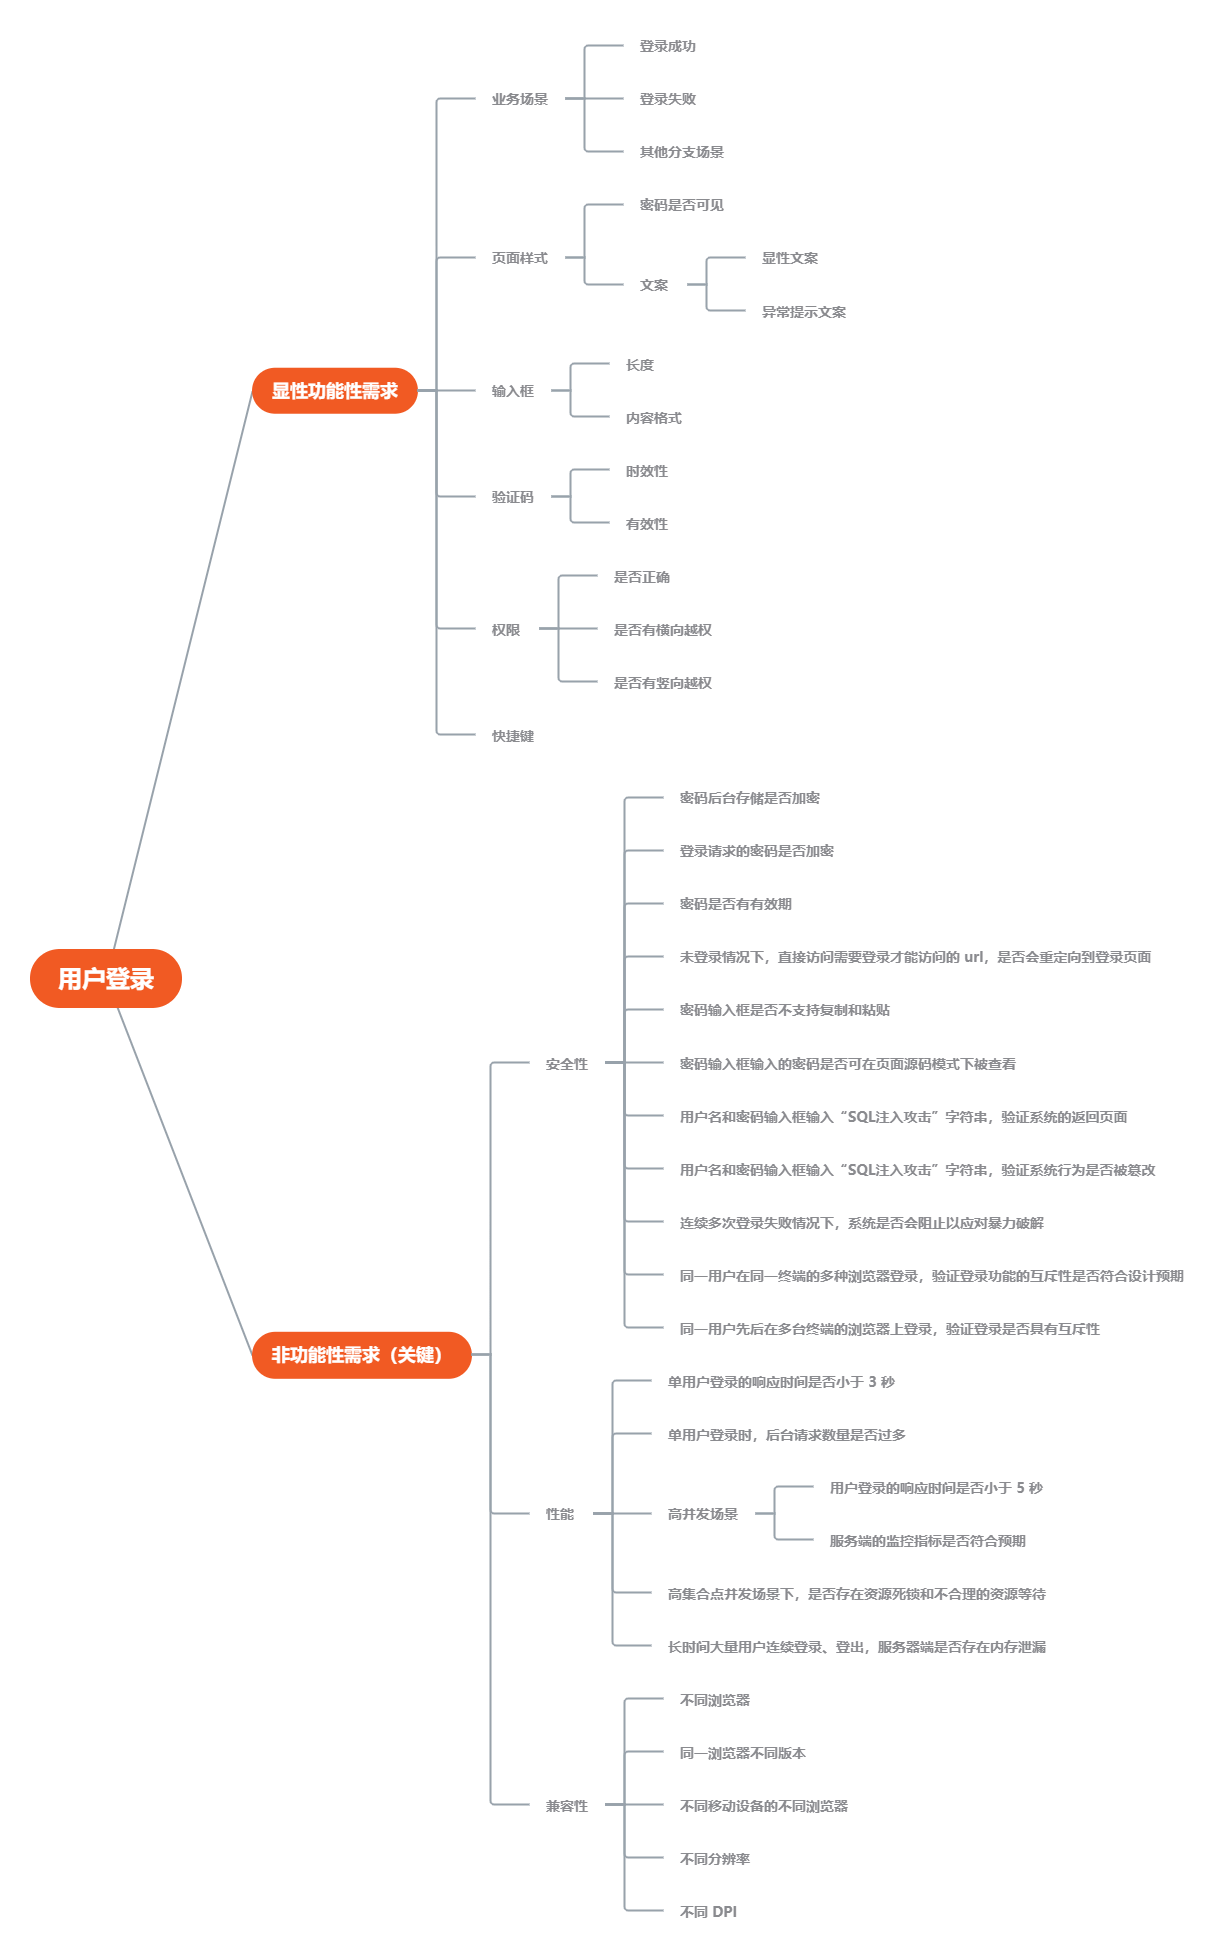 用户登录
显性功能性需求
业务场景
登录成功
登录失败
其他分支场景
页面样式
密码是否可见
文案
显性文案
异常提示文案
输入框
长度
内容格式
验证码
时效性
有效性
权限
是否正确
是否有横向越权
是否有竖向越权
快捷键
非功能性需求（关键）
安全性
密码后台存储是否加密
登录请求的密码是否加密
密码是否有有效期
未登录情况下，直接访问需要登录才能访问的 url，是否会重定向到登录页面
密码输入框是否不支持复制和粘贴
密码输入框输入的密码是否可在页面源码模式下被查看
用户名和密码输入框输入“SQL注入攻击”字符串，验证系统的返回页面
用户名和密码输入框输入“SQL注入攻击”字符串，验证系统行为是否被篡改
连续多次登录失败情况下，系统是否会阻止以应对暴力破解
同一用户在同一终端的多种浏览器登录，验证登录功能的互斥性是否符合设计预期
同一用户先后在多台终端的浏览器上登录，验证登录是否具有互斥性
性能
单用户登录的响应时间是否小于 3 秒
单用户登录时，后台请求数量是否过多
高并发场景
用户登录的响应时间是否小于 5 秒
服务端的监控指标是否符合预期
高集合点并发场景下，是否存在资源死锁和不合理的资源等待
长时间大量用户连续登录、登出，服务器端是否存在内存泄漏
兼容性
不同浏览器
同一浏览器不同版本
不同移动设备的不同浏览器
不同分辨率
不同 DPI